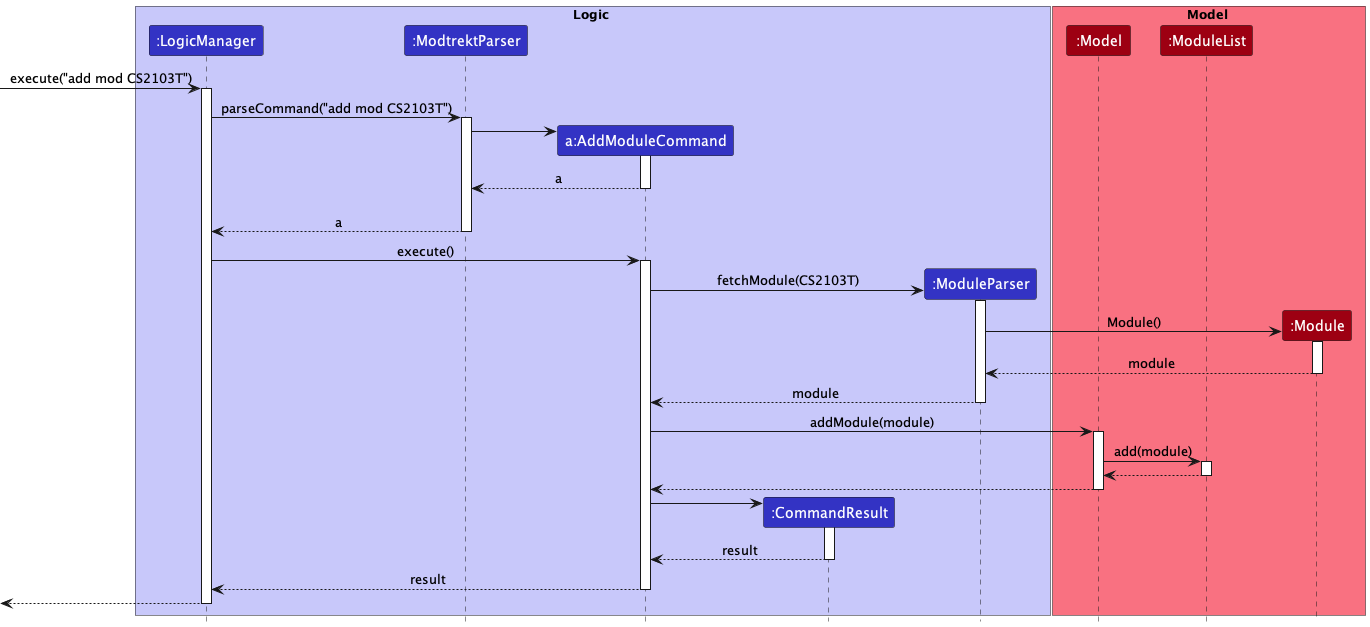 Logic
Model
:LogicManager
:ModtrektParser
:Model
:ModuleList
execute("add mod CS2103T")
parseCommand("add mod CS2103T")
a:AddModuleCommand
a
a
execute()
fetchModule(CS2103T)
:ModuleParser
Module()
:Module
module
module
addModule(module)
add(module)
:CommandResult
result
result